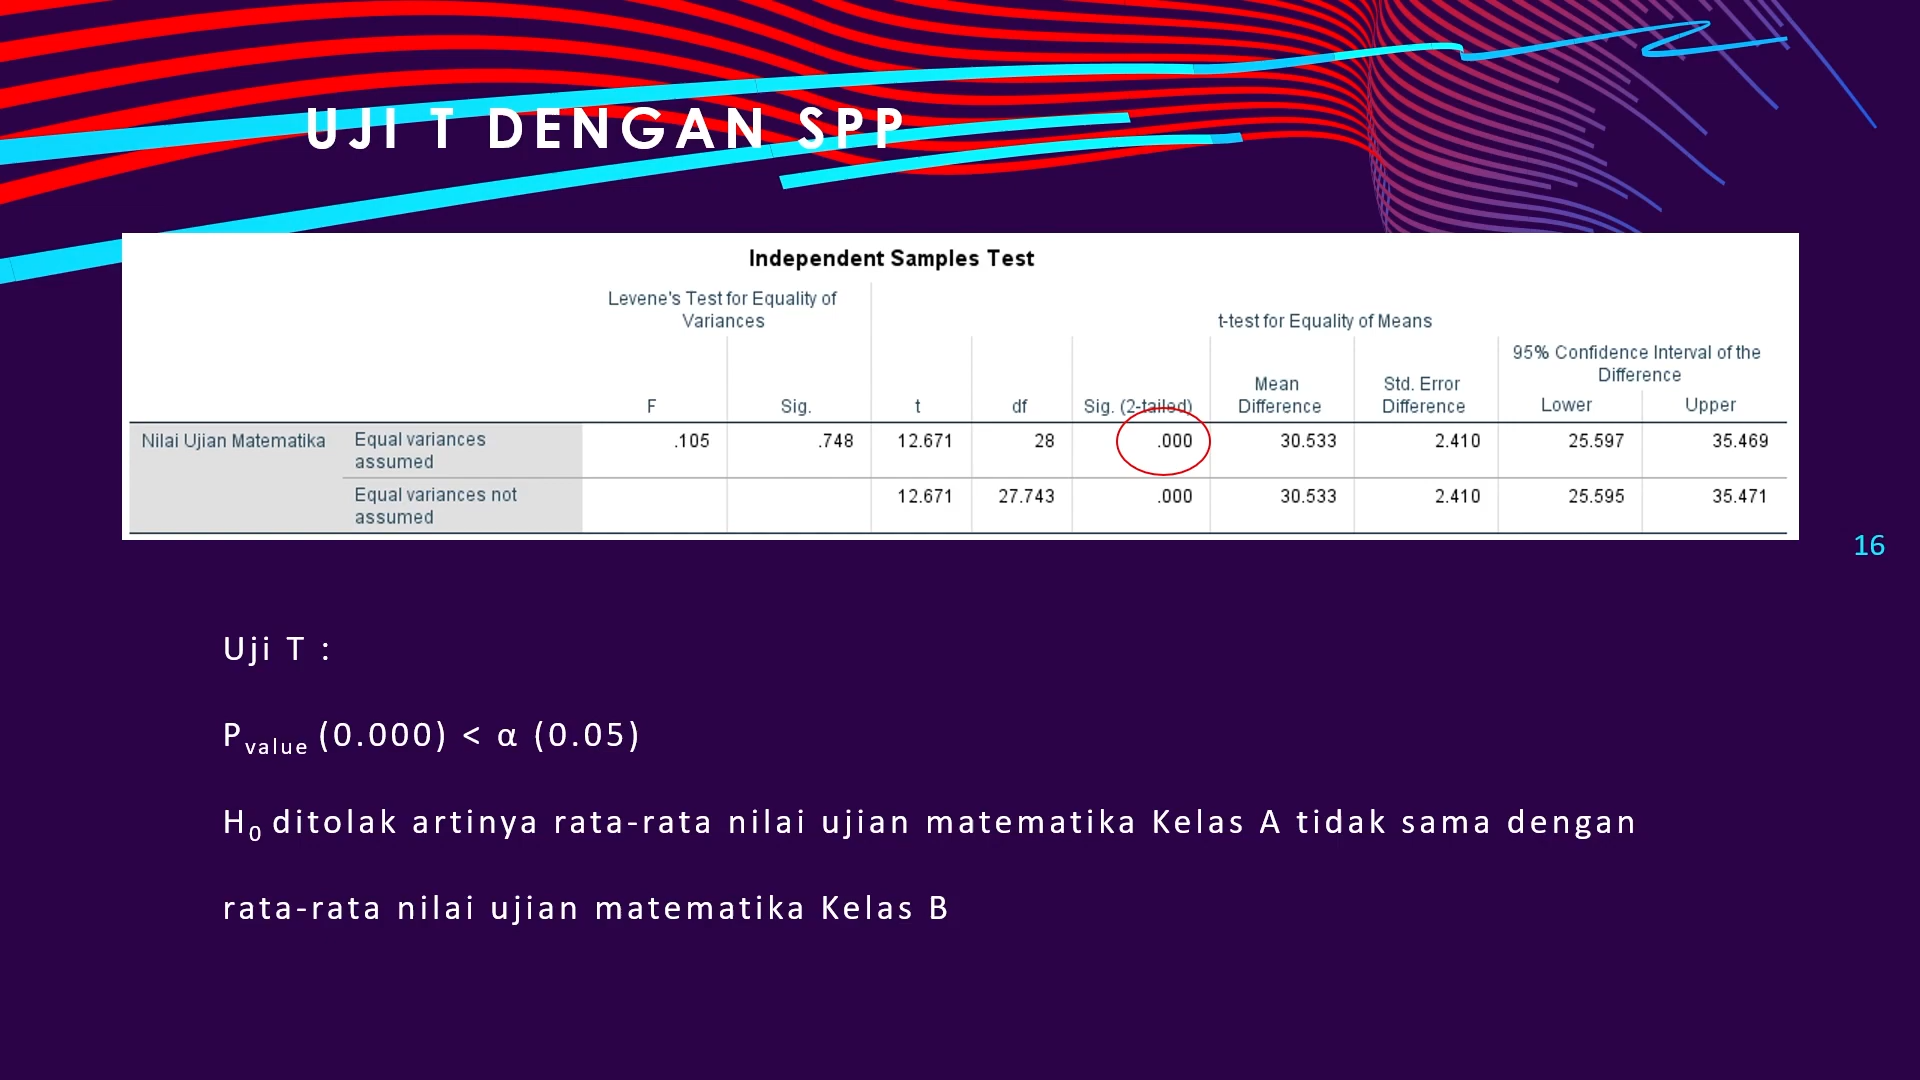 UJI T DENGAN SPP
Independent Samples Test
Levene's Test for Equality of
Variances
t-test for Equality of Means
F
Sig.
t
df
Sig. (2-tailed)
Mean
Difference
Std. Error
Difference
95% Confidence Interval of the
Difference
Lower
Upper
Nilai Ujian Matematika
Equal variances
assumed
.105 .748 12.671 28 .000 30.533 2.410 25.597 35.469
Equal variances not
assumed
12.671 27.743 .000 30.533 2.410 25.595 35.471
16
Uji T :
Pvalue (0.000) < α (0.05)
H0 ditolak artinya rata-rata nilai ujian matematika Kelas A tidak sama dengan
rata-rata nilai ujian matematika Kelas B